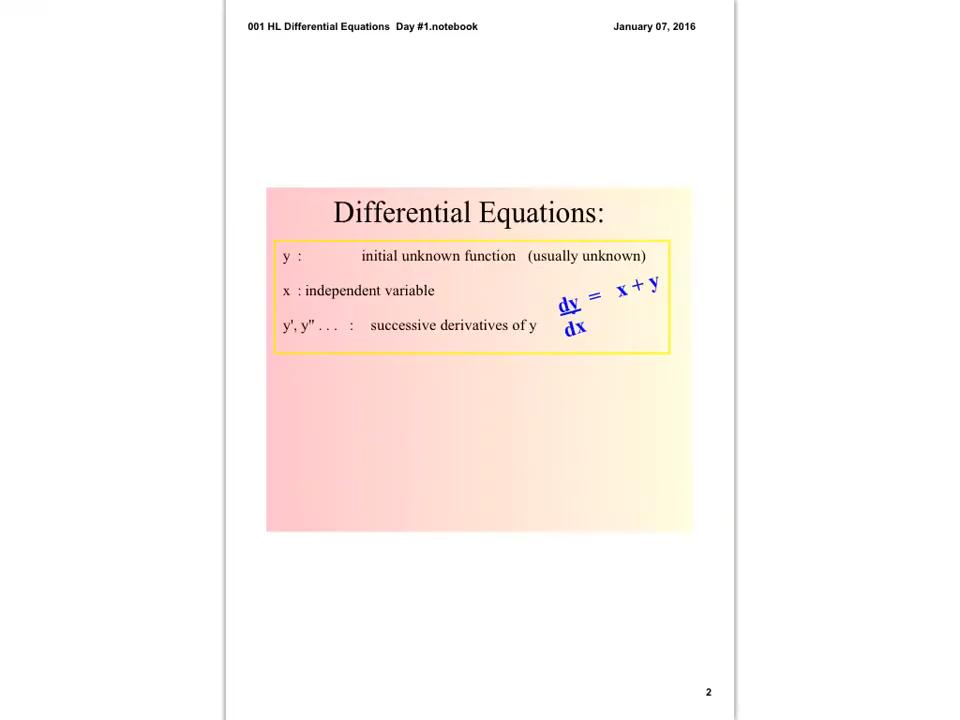 001 HL Differential Equations  Day #1.notebook
January 07, 2016
Differential Equations:
y : initial unknown function (usually unknown)
x : independent variable
dy/dx = x + y
y', y" . . . : successive derivatives of y
2